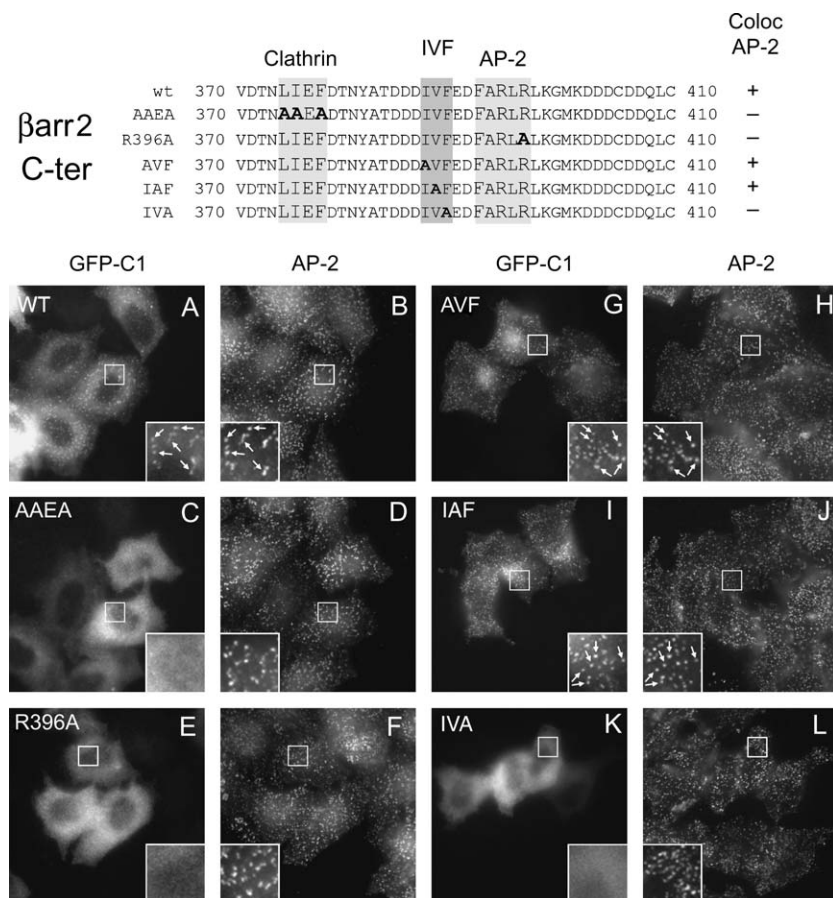 Coloc
AP-2
Clathrin IVF AP-2
wt 370 VDTNLIEFDTNYATDDDIVFEDFARLRLKGMKDDDCDDQLC 410 +
AAEA 370 VDTNAAEADTNYATDDDIVFEDFARLRLKGMKDDDCDDQLC 410 –
R396A 370 VDTNLIEFDTNYATDDDIVFEDFARLALKGMKDDDCDDQLC 410 –
AVF 370 VDTNLIEFDTNYATDDDAVFEDFARLRLKGMKDDDCDDQLC 410 +
IAF 370 VDTNLIEFDTNYATDDDIAFEDFARLRLKGMKDDDCDDQLC 410 +
IVA 370 VDTNLIEFDTNYATDDDIVAEDFARLRLKGMKDDDCDDQLC 410 –
βarr2
C-ter
GFP-C1 AP-2 GFP-C1 AP-2
WT A B AVF G H
AAEA C D IAF I J
R396A E F IVA K L